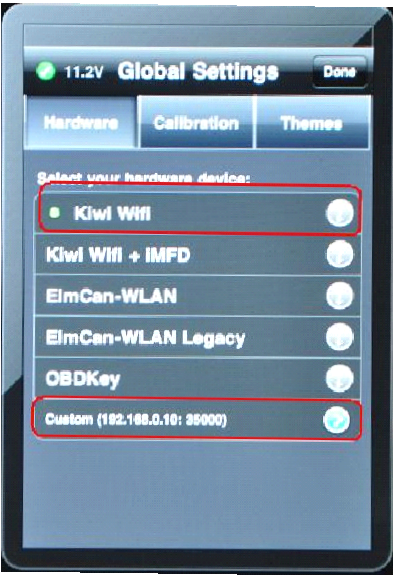 11.2V Global Settings Done
Hardware Calibration Themes
Select your hardware device:
Kiwi Wifi
Kiwi Wifi + iMFD
ElmCan-WLAN
ElmCan-WLAN Legacy
OBDKey
Custom (192.168.0.10: 35000)